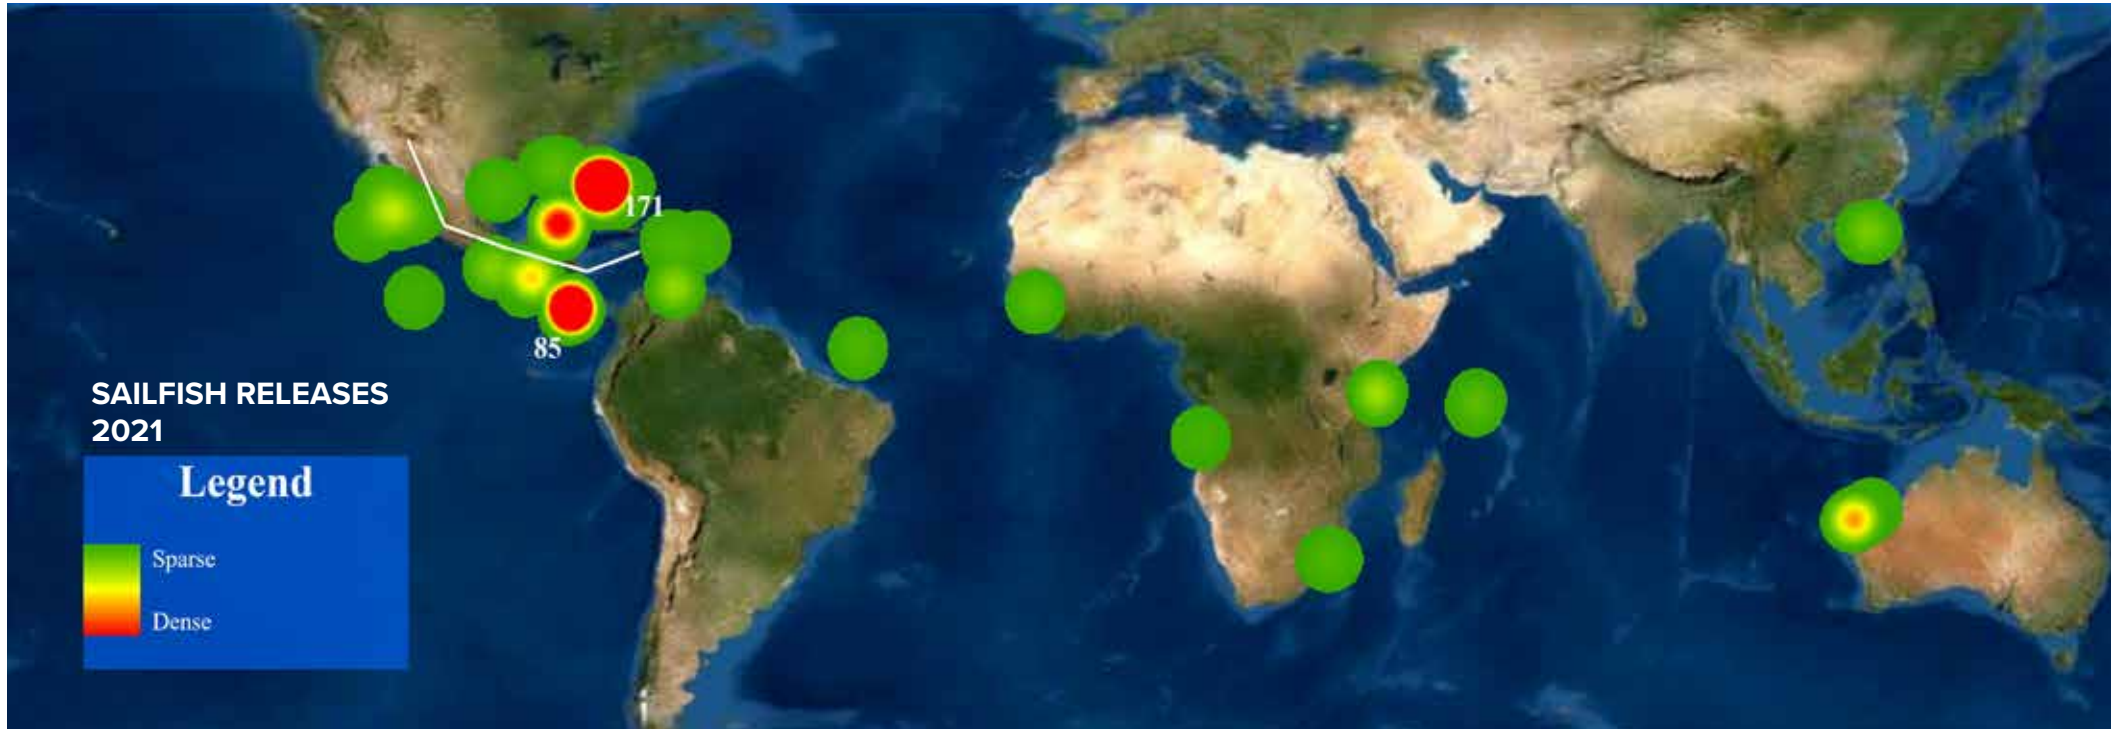 171
85
SAILFISH RELEASES
2021
Legend
Sparse
Dense